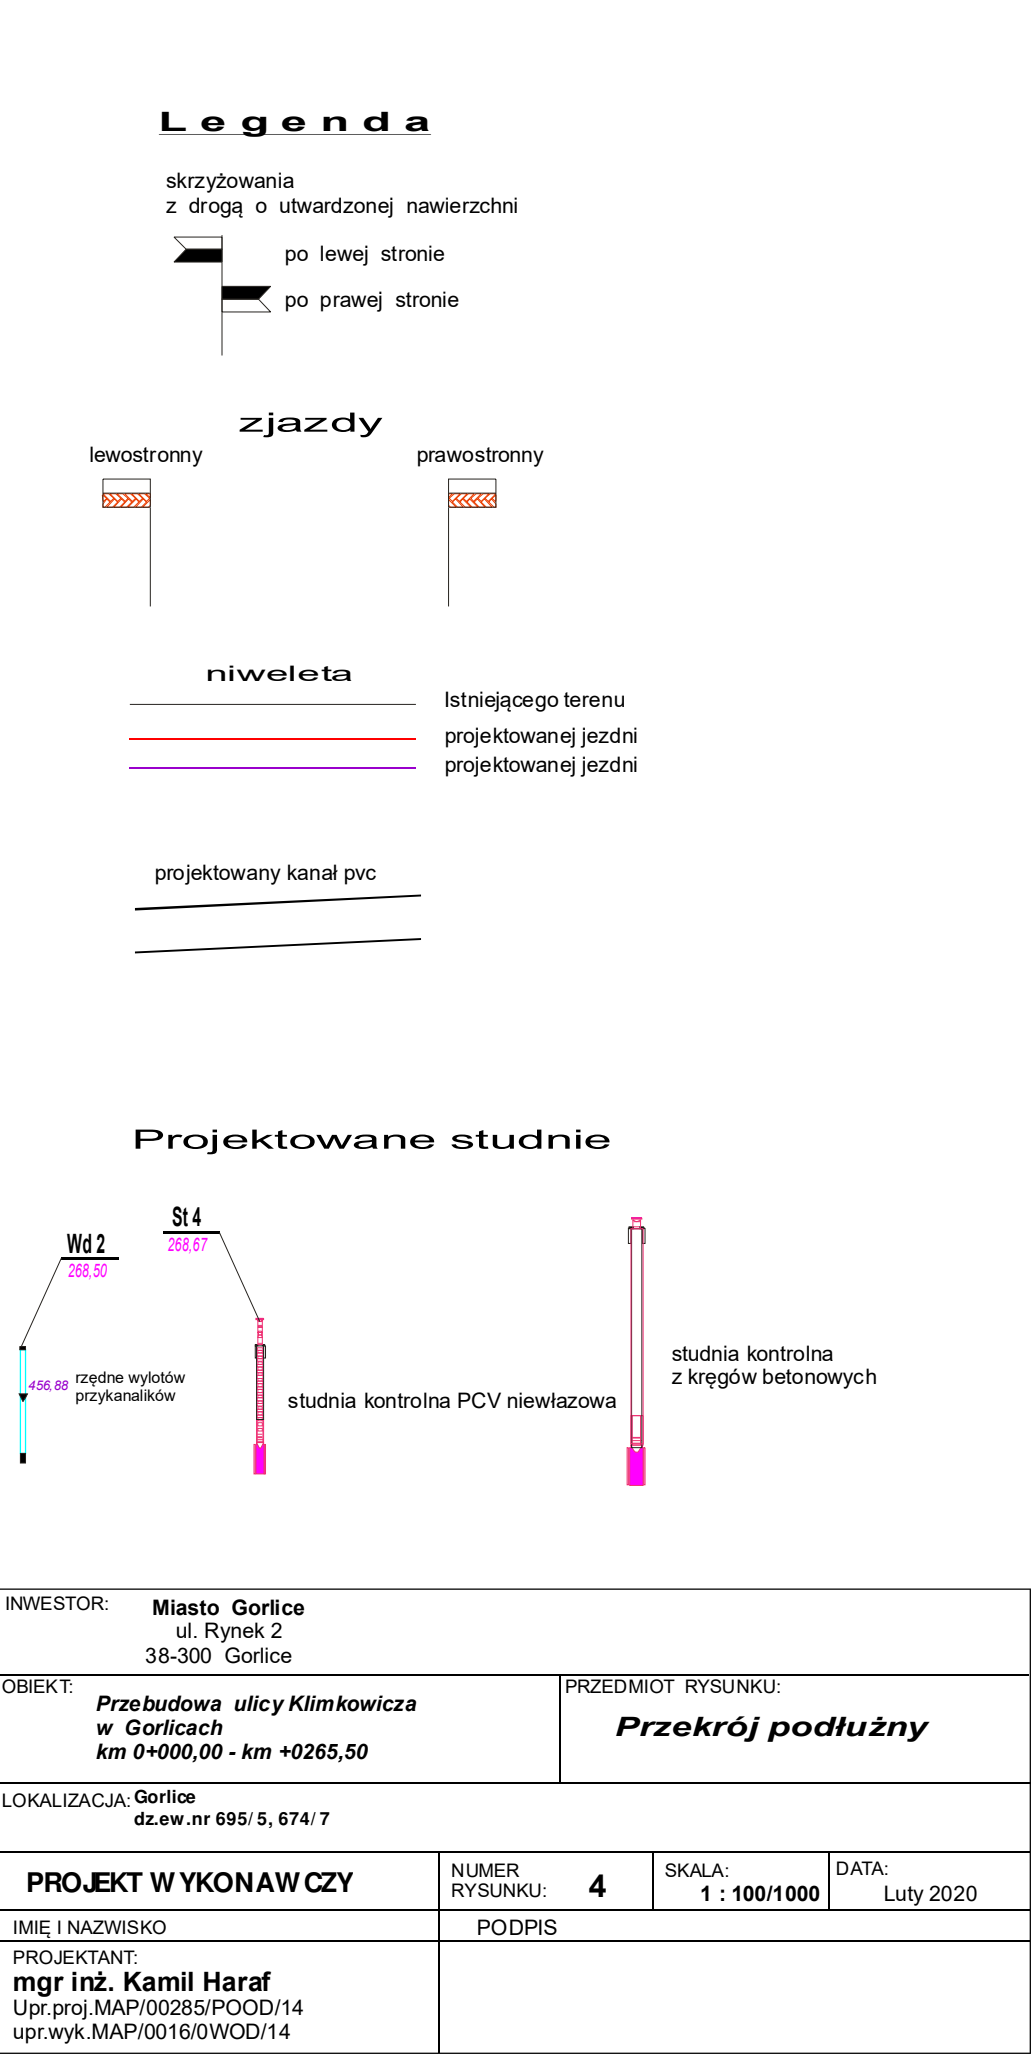 Legenda
skrzyżowania
z drogą o utwardzonej nawierzchni
po lewej stronie
po prawej stronie
zjazdy
lewostronny prawostronny
niweleta
Istniejącego terenu
projektowanej jezdni
projektowanej jezdni
projektowany kanał pvc
Projektowane studnie
St 4
268,67
Wd 2
268,50
456,88
rzędne wylotów
przykanalików
studnia kontrolna PCV niewłazowa
studnia kontrolna
z kręgów betonowych
INWESTOR: Miasto Gorlice
ul. Rynek 2
38-300 Gorlice
OBIEKT:
Przebudowa ulicy Klimkowicza
w Gorlicach
km 0+000,00 - km +0265,50
PRZEDMIOT RYSUNKU:
Przekrój podłużny
LOKALIZACJA: Gorlice
dz.ew.nr 695/5, 674/7
PROJEKT WYKONAWCZY
NUMER
RYSUNKU: 4
SKALA:
1 : 100/1000
DATA:
Luty 2020
IMIĘ I NAZWISKO
PODPIS
PROJEKTANT:
mgr inż. Kamil Haraf
Upr.proj.MAP/00285/POOD/14
upr.wyk.MAP/0016/0WOD/14